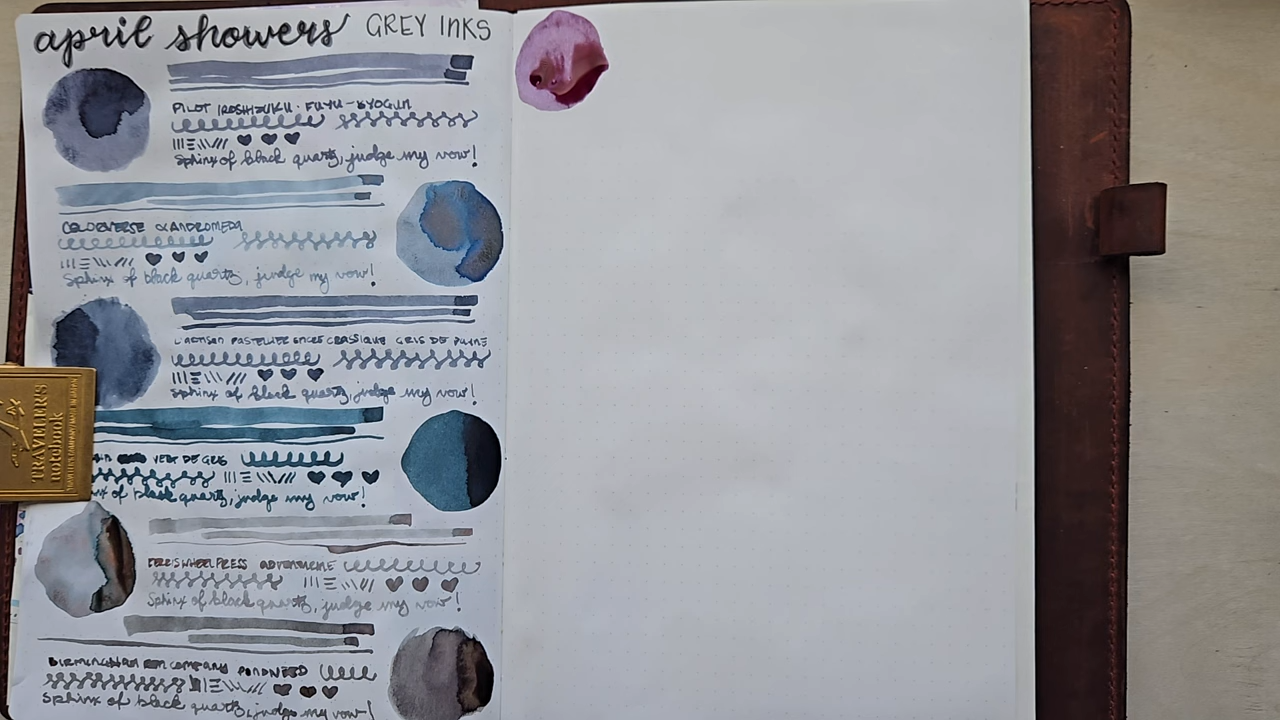 april showers GREY INKS
PILOT IROSHIZUKU · FUYU-SYOGUN
Sphinx of black quartz, judge my vow!
COLORVERSE α ANDROMEDA
Sphinx of black quartz, judge my vow!
L'ARTISAN PASTELLIER ENCRE CLASSIQUE GRIS DE PAYNE
Sphinx of black quartz, judge my vow!
VERT DE GRIS
of black quartz, judge my vow!
TRAVELER'S
notebook
FERRIS WHEEL PRESS
Sphinx of black quartz, judge my vow!
BIRMINGHAM PEN COMPANY PONDWEED
Sphinx of black quartz, judge my vow!